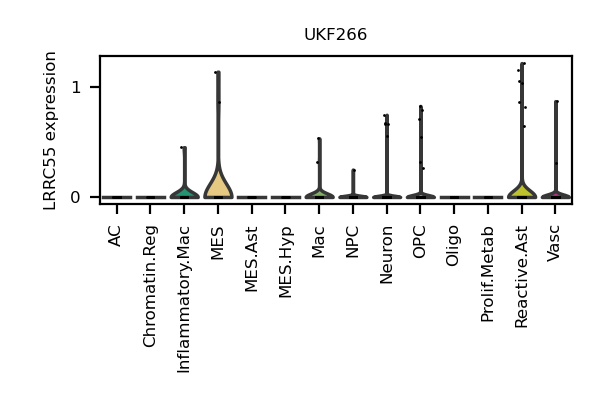 UKF266
LRRC55 expression
1
0
AC
Chromatin.Reg
Inflammatory.Mac
MES
MES.Ast
MES.Hyp
Mac
NPC
Neuron
OPC
Oligo
Prolif.Metab
Reactive.Ast
Vasc